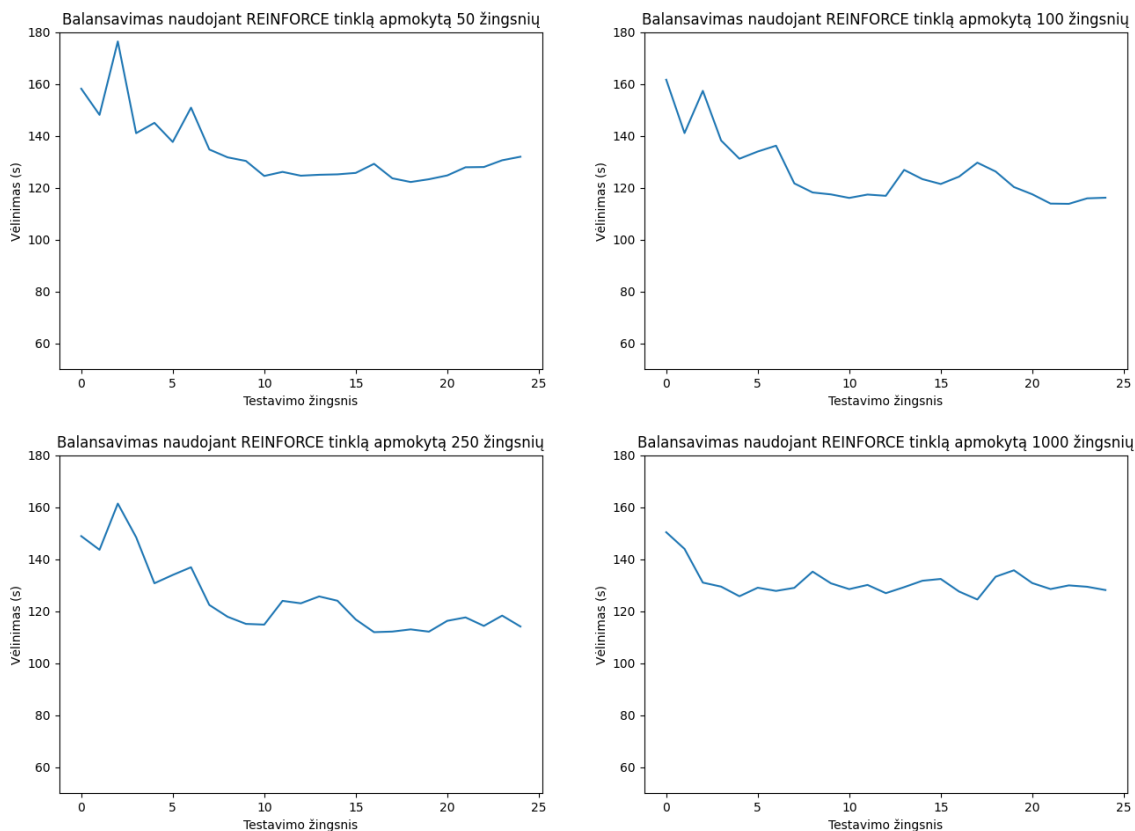 Balansavimas naudojant REINFORCE tinklą apmokytą 50 žingsnių
180
160
140
120
100
80
60
Vėlinimas (s)
0 5 10 15 20 25
Testavimo žingsnis
Balansavimas naudojant REINFORCE tinklą apmokytą 100 žingsnių
180
160
140
120
100
80
60
Vėlinimas (s)
0 5 10 15 20 25
Testavimo žingsnis
Balansavimas naudojant REINFORCE tinklą apmokytą 250 žingsnių
180
160
140
120
100
80
60
Vėlinimas (s)
0 5 10 15 20 25
Testavimo žingsnis
Balansavimas naudojant REINFORCE tinklą apmokytą 1000 žingsnių
180
160
140
120
100
80
60
Vėlinimas (s)
0 5 10 15 20 25
Testavimo žingsnis